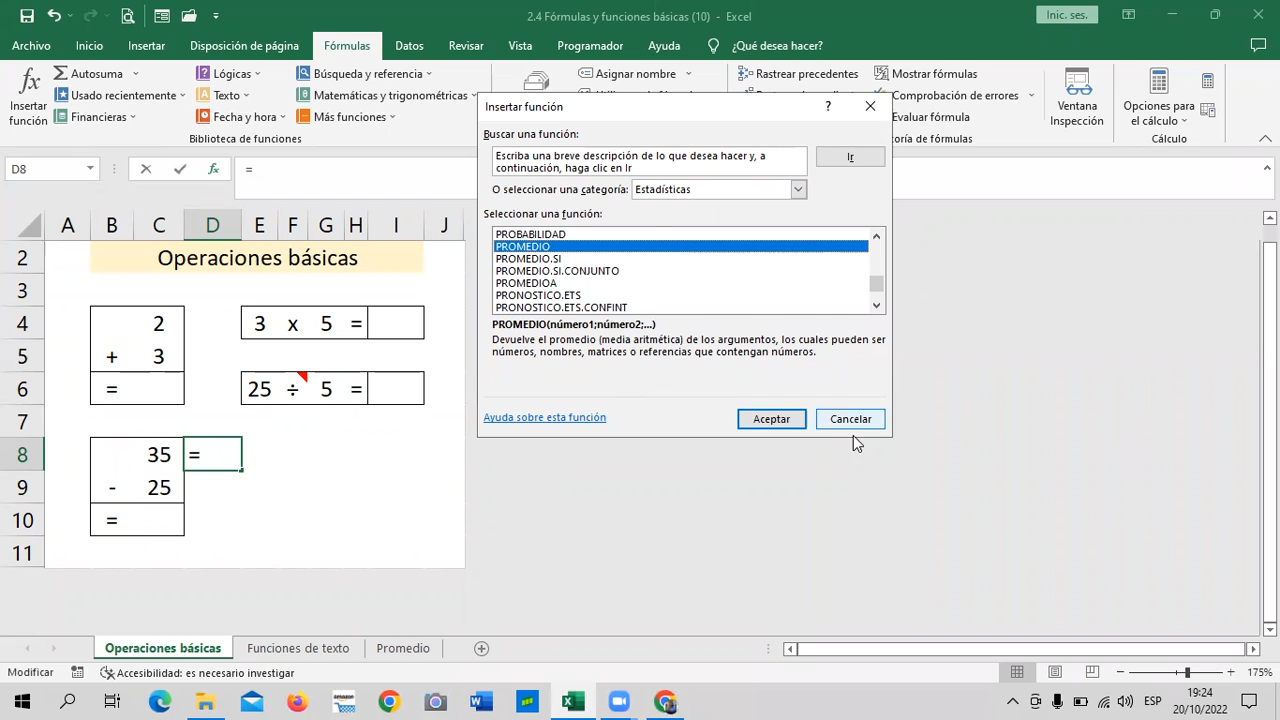 2.4 Fórmulas y funciones básicas (10) - Excel
Inic. ses.
Archivo Inicio Insertar Disposición de página Fórmulas Datos Revisar Vista Programador Ayuda ¿Qué desea hacer?
fx
Insertar
función
Autosuma
Usado recientemente
Financieras
Lógicas
Texto
Fecha y hora
Búsqueda y referencia
Matemáticas y trigonométricas
Más funciones
Biblioteca de funciones
Asignar nombre
Rastrear precedentes
Mostrar fórmulas
Comprobación de errores
Evaluar fórmula
Ventana
Inspección
Opciones para
el cálculo
Cálculo
D8
fx
=
Insertar función
?
Buscar una función:
Escriba una breve descripción de lo que desea hacer y, a
continuación, haga clic en Ir
Ir
O seleccionar una categoría: Estadísticas
Seleccionar una función:
PROBABILIDAD
PROMEDIO
PROMEDIO.SI
PROMEDIO.SI.CONJUNTO
PROMEDIOA
PRONOSTICO.ETS
PRONOSTICO.ETS.CONFINT
PROMEDIO(número1;número2;...)
Devuelve el promedio (media aritmética) de los argumentos, los cuales pueden ser
números, nombres, matrices o referencias que contengan números.
Ayuda sobre esta función
Aceptar
Cancelar
A B C D E F G H I J
2 Operaciones básicas
3
4 2 3 x 5 =
5 + 3
6 = 25 ÷ 5 =
7
8 35 =
9 - 25
10 =
11
Operaciones básicas Funciones de texto Promedio
Modificar
Accesibilidad: es necesario investigar
175%
ESP
19:24
20/10/2022